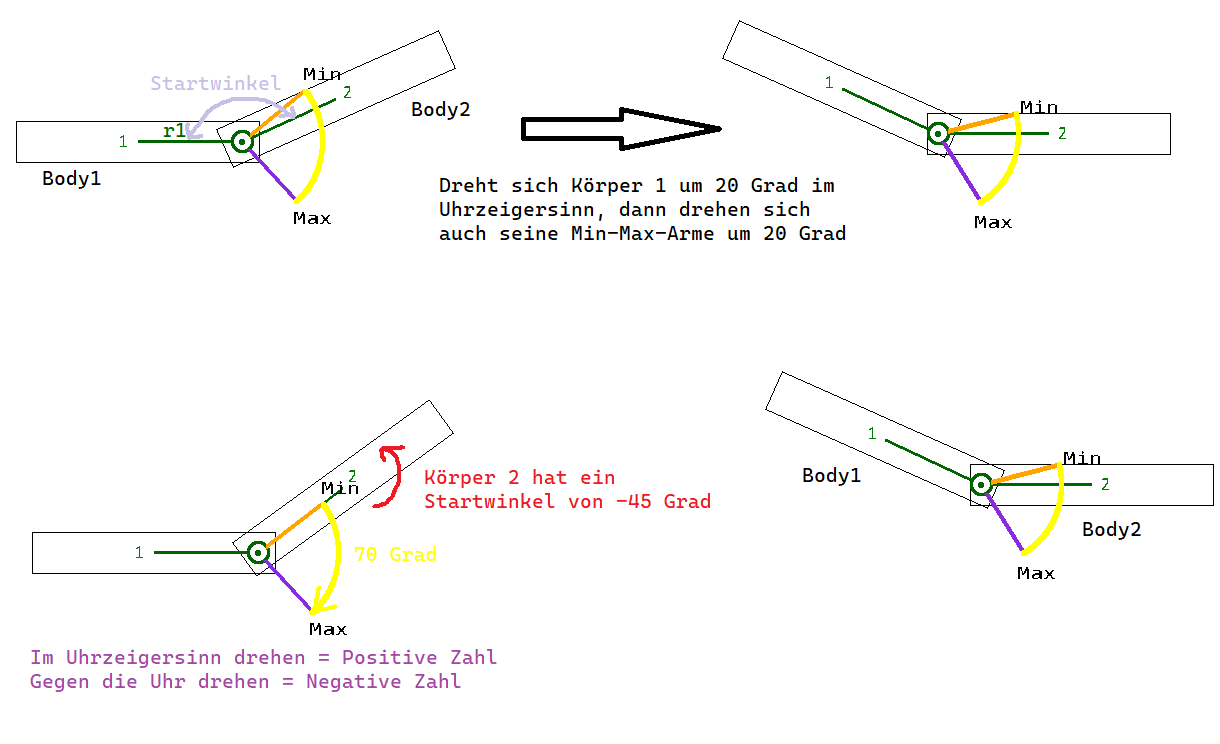 Startwinkel
Min
2
r1
1
Body2
Body1
Max
1
Min
2
Max
Dreht sich Körper 1 um 20 Grad im
Uhrzeigersinn, dann drehen sich
auch seine Min-Max-Arme um 20 Grad
2
Min
Körper 2 hat ein
Startwinkel von -45 Grad
1
70 Grad
Max
1
Min
Body1
2
Body2
Max
Im Uhrzeigersinn drehen = Positive Zahl
Gegen die Uhr drehen = Negative Zahl